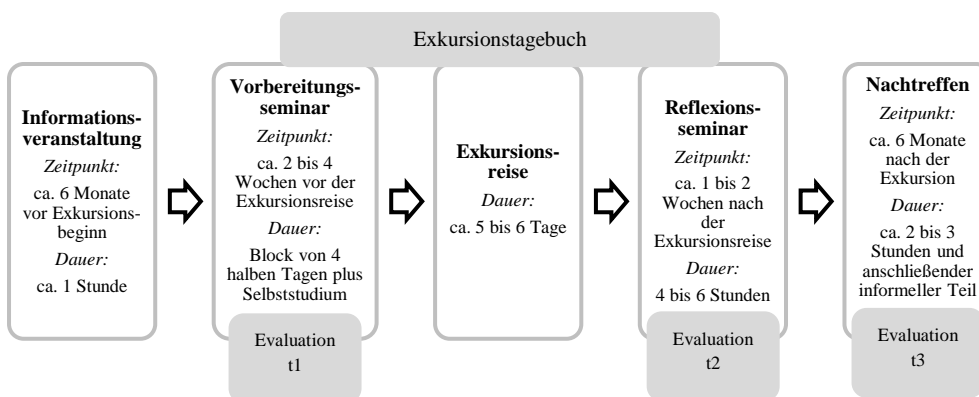 Exkursionstagebuch
Informations-
veranstaltung
Zeitpunkt:
ca. 6 Monate
vor Exkursions-
beginn
Dauer:
ca. 1 Stunde
Vorbereitungs-
seminar
Zeitpunkt:
ca. 2 bis 4
Wochen vor der
Exkursionsreise
Dauer:
Block von 4
halben Tagen plus
Selbststudium
Evaluation
t1
Exkursions-
reise
Dauer:
ca. 5 bis 6 Tage
Reflexions-
seminar
Zeitpunkt:
ca. 1 bis 2
Wochen nach
der
Exkursionsreise
Dauer:
4 bis 6 Stunden
Evaluation
t2
Nachtreffen
Zeitpunkt:
ca. 6 Monate
nach der
Exkursion
Dauer:
ca. 2 bis 3
Stunden und
anschließender
informeller Teil
Evaluation
t3